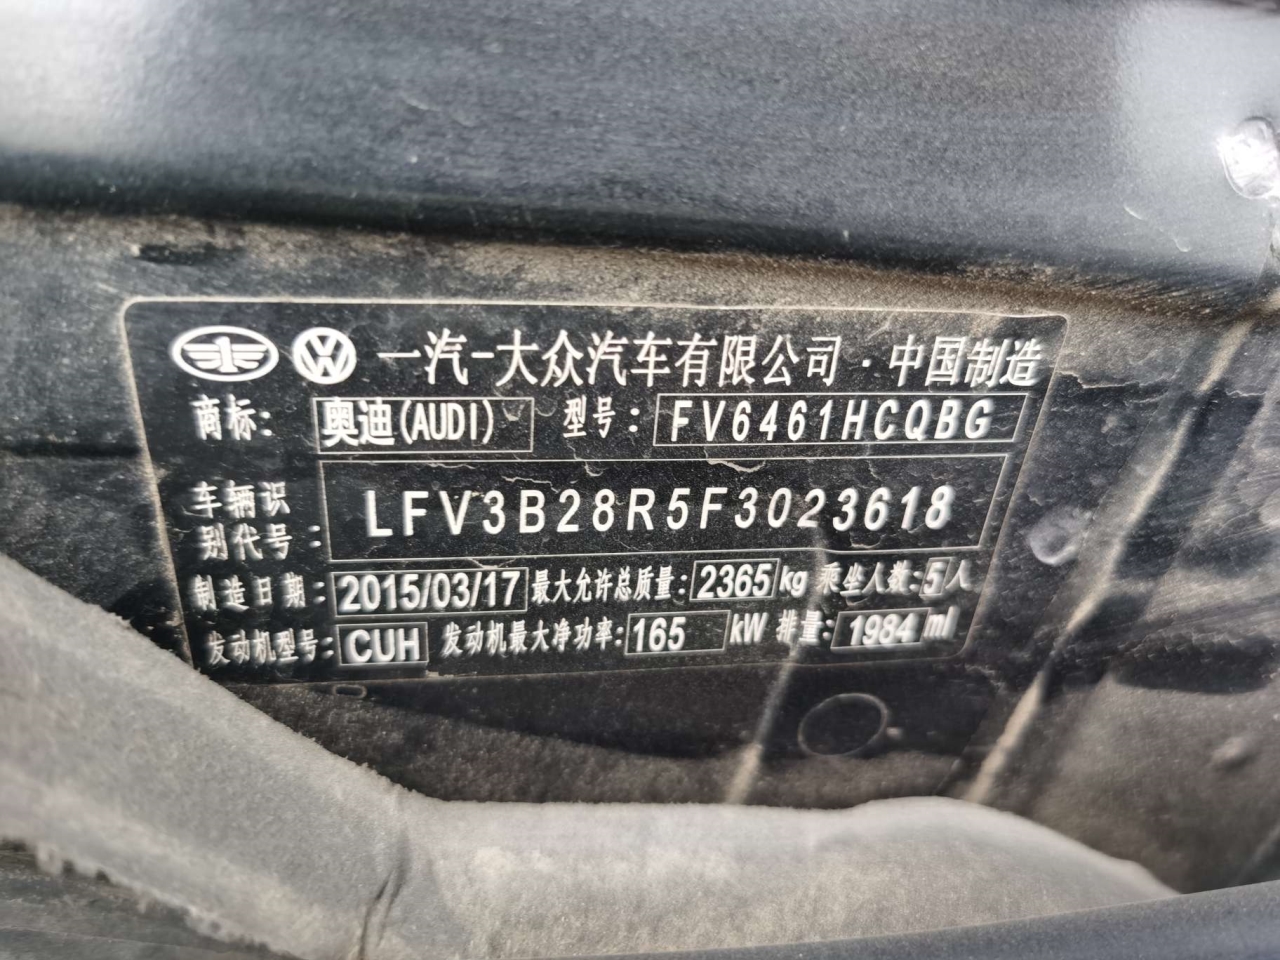 一汽-大众汽车有限公司·中国制造
商标: 奥迪(AUDI) 型号: FV6461HCQBG
车辆识
别代号: LFV3B28R5F3023618
制造日期: 2015/03/17 最大允许总质量: 2365 kg 乘坐人数: 5人
发动机型号: CUH 发动机最大净功率: 165 kW 排量: 1984 ml